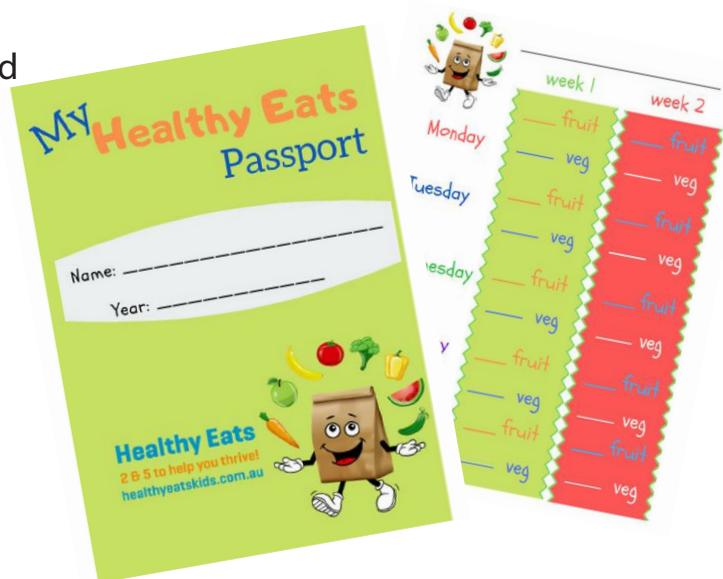 d
My Healthy Eats
Passport
Name:
Year:
Healthy Eats
2 & 5 to help you thrive!
healthyeatskids.com.au
week 1
week 2
Monday
fruit
fruit
veg
veg
Tuesday
fruit
fruit
veg
veg
esday
fruit
fruit
veg
veg
y
fruit
fruit
veg
veg
fruit
fruit
veg
veg